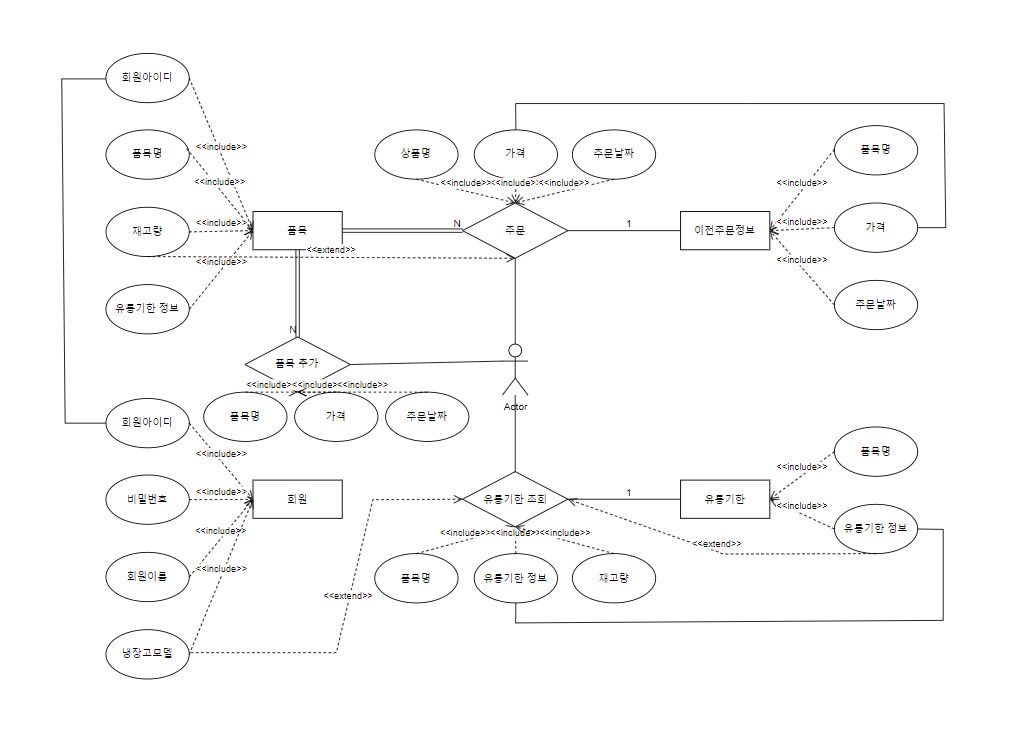 회원아이디
품목명
재고량
유통기한 정보
<<include>>
<<include>>
<<include>>
<<include>>
품목
<<extend>>
N
상품명
가격
주문날짜
<<include>>
<<include>>
<<include>>
주문
1
이전주문정보
품목명
가격
주문날짜
<<include>>
<<include>>
<<include>>
N
품목 추가
<<include>>
<<include>>
<<include>>
품목명
가격
주문날짜
Actor
회원아이디
비밀번호
회원이름
냉장고모델
<<include>>
<<include>>
<<include>>
<<include>>
회원
<<extend>>
유통기한 조회
<<include>>
<<include>>
<<include>>
품목명
유통기한 정보
재고량
1
유통기한
<<extend>>
<<include>>
<<include>>
품목명
유통기한 정보